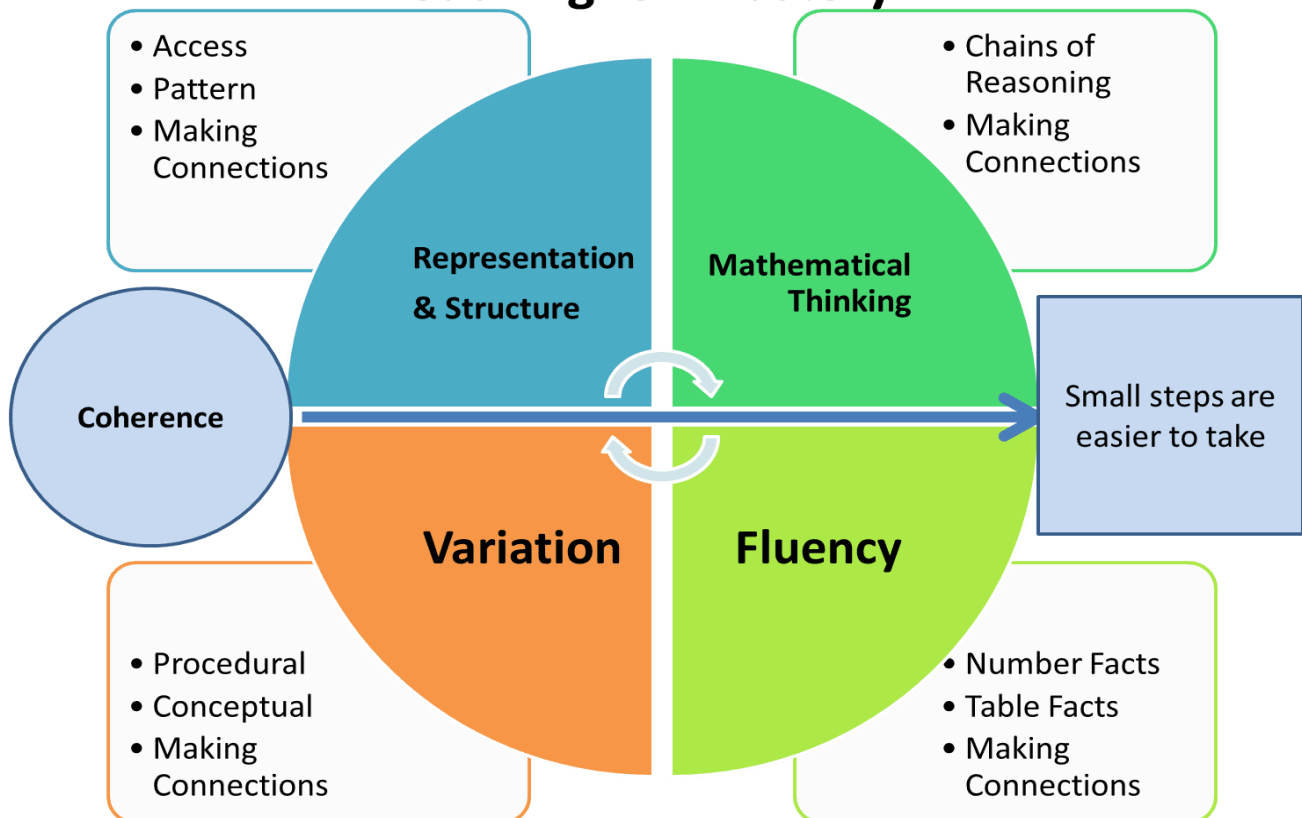 • Access
• Pattern
• Making
Connections
• Chains of
Reasoning
• Making
Connections
Representation
& Structure
Mathematical
Thinking
Coherence
Small steps are
easier to take
Variation
Fluency
• Procedural
• Conceptual
• Making
Connections
• Number Facts
• Table Facts
• Making
Connections